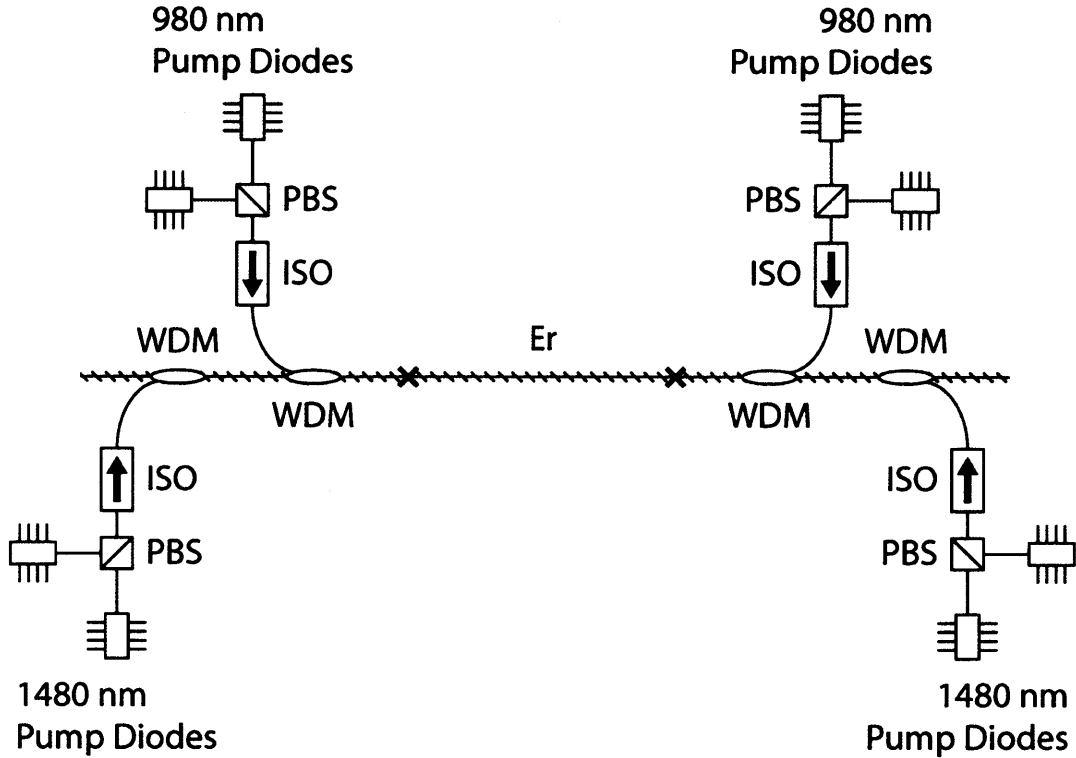 980 nm
Pump Diodes
980 nm
Pump Diodes
PBS
PBS
ISO
ISO
WDM
Er
WDM
WDM
WDM
ISO
ISO
PBS
PBS
1480 nm
Pump Diodes
1480 nm
Pump Diodes